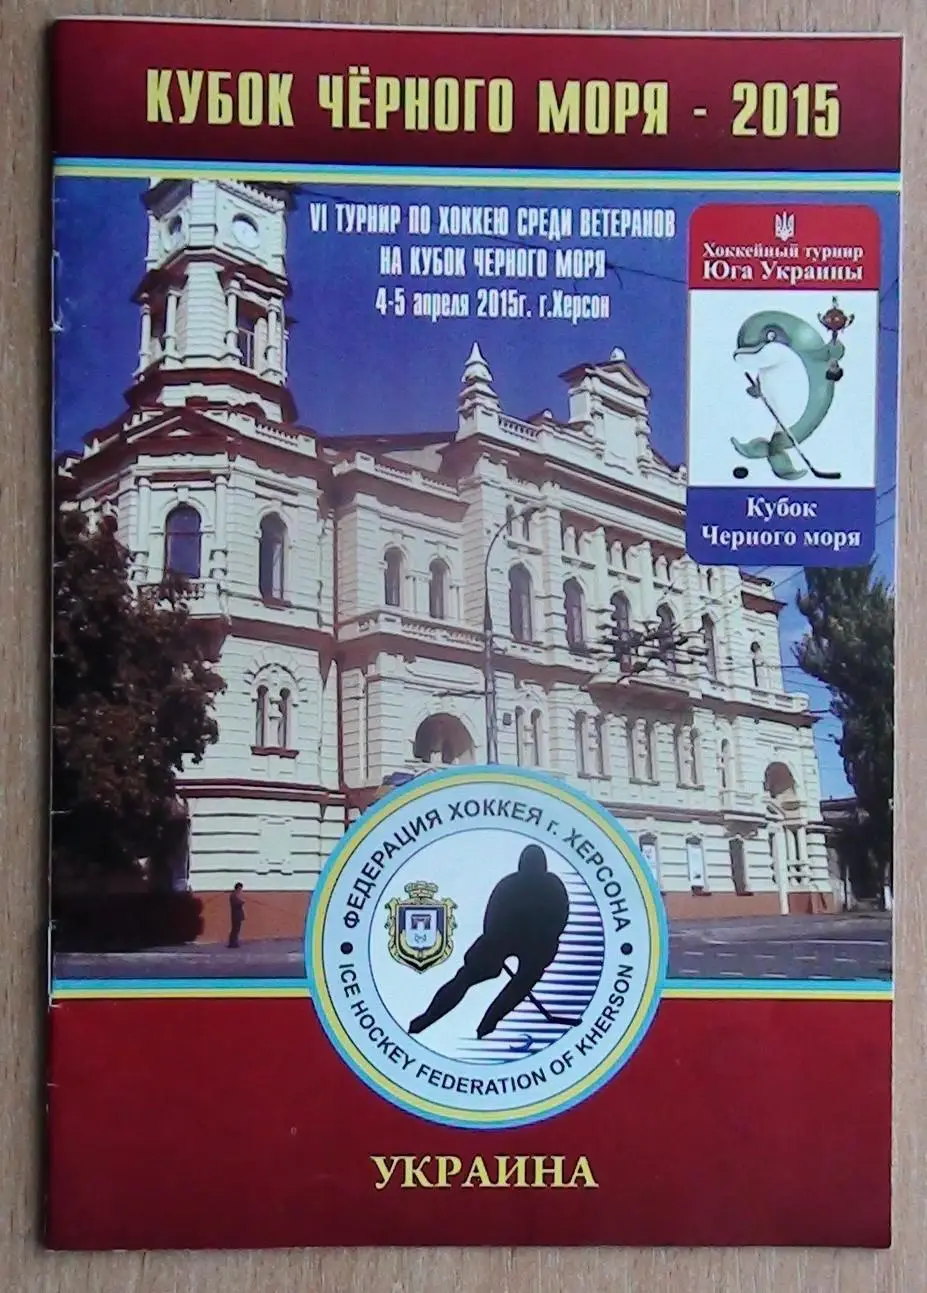 КУБОК ЧЁРНОГО МОРЯ - 2015
VI ТУРНИР ПО ХОККЕЮ СРЕДИ ВЕТЕРАНОВ
НА КУБОК ЧЕРНОГО МОРЯ
4-5 апреля 2015г. г.Херсон
Хоккейный турнир
Юга Украины
Кубок
Черного моря
ФЕДЕРАЦИЯ ХОККЕЯ г. ХЕРСОНА
ICE HOCKEY FEDERATION OF KHERSON
УКРАИНА